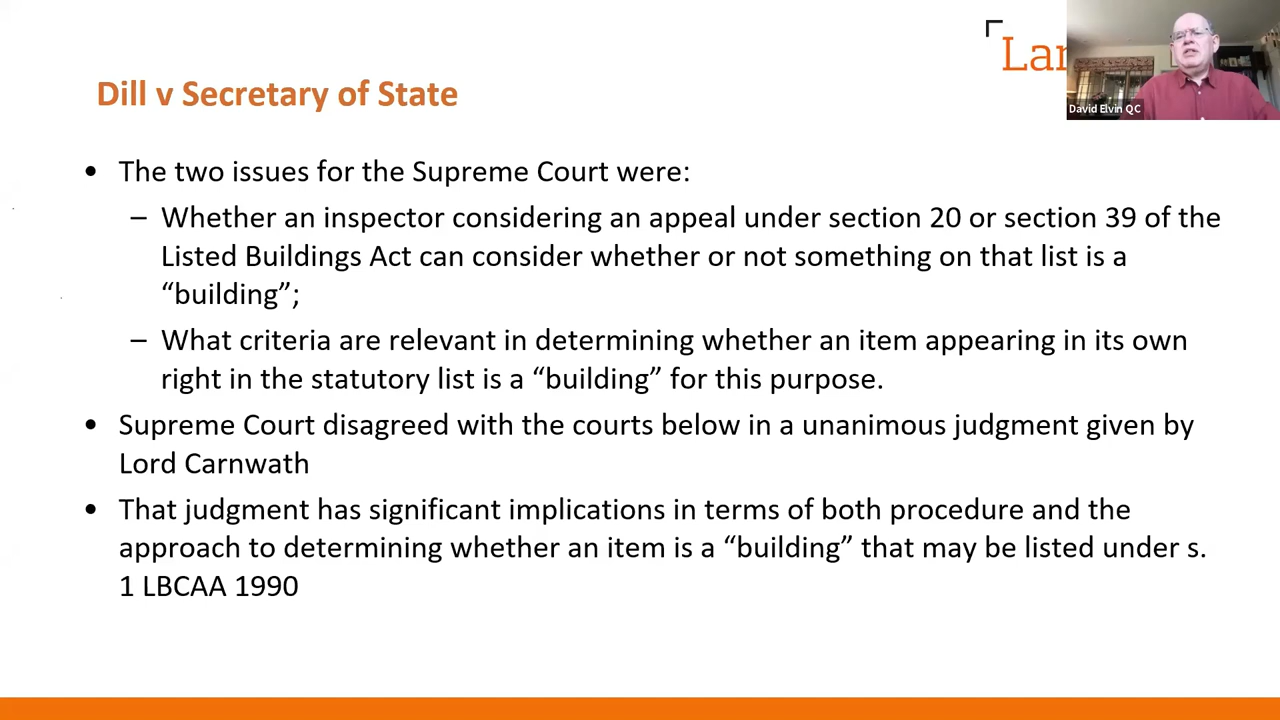 Dill v Secretary of State
David Elvin QC
• The two issues for the Supreme Court were:
– Whether an inspector considering an appeal under section 20 or section 39 of the
Listed Buildings Act can consider whether or not something on that list is a
“building”;
– What criteria are relevant in determining whether an item appearing in its own
right in the statutory list is a “building” for this purpose.
• Supreme Court disagreed with the courts below in a unanimous judgment given by
Lord Carnwath
• That judgment has significant implications in terms of both procedure and the
approach to determining whether an item is a “building” that may be listed under s.
1 LBCAA 1990